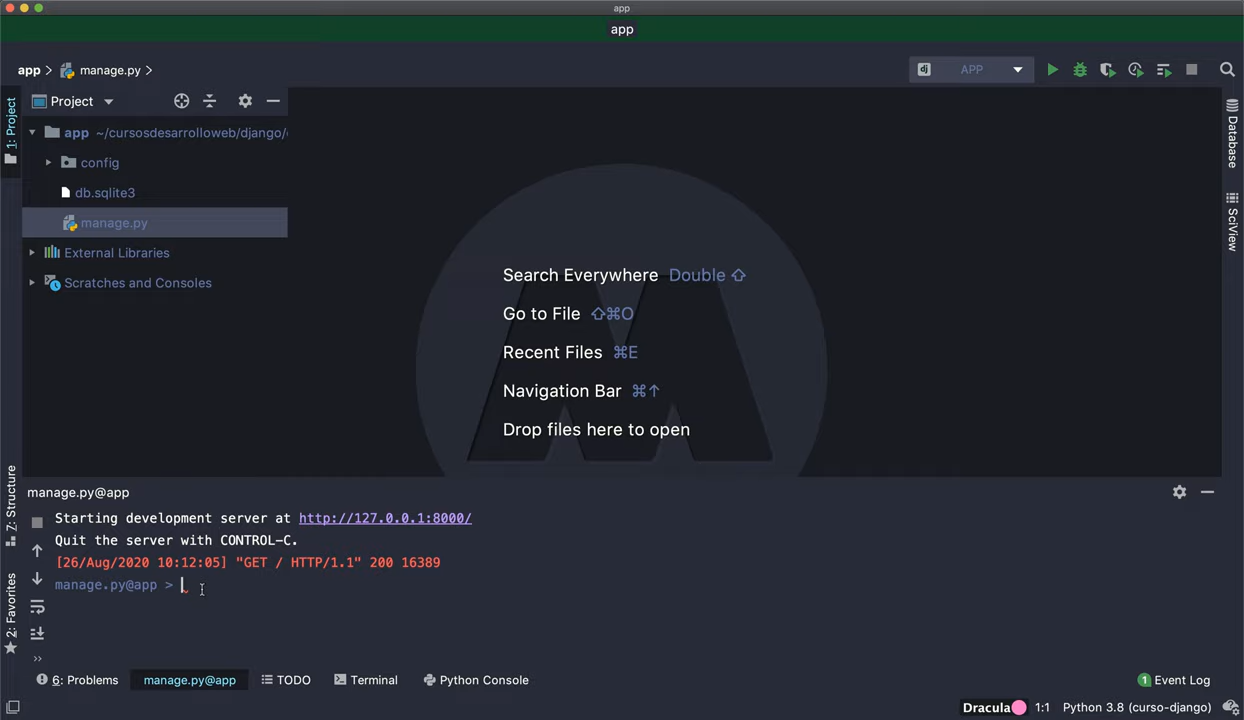 app
app
app > manage.py >
APP
1: Project
Project
app ~/cursosdesarrolloweb/django/
config
db.sqlite3
manage.py
External Libraries
Scratches and Consoles
Search Everywhere Double ⇧
Go to File ⇧⌘O
Recent Files ⌘E
Navigation Bar ⌘↑
Drop files here to open
Database
SciView
Z: Structure
2: Favorites
manage.py@app
Starting development server at http://127.0.0.1:8000/
Quit the server with CONTROL-C.
[26/Aug/2020 10:12:05] "GET / HTTP/1.1" 200 16389
manage.py@app >
6: Problems manage.py@app TODO Terminal Python Console 1 Event Log
Dracula 1:1 Python 3.8 (curso-django)